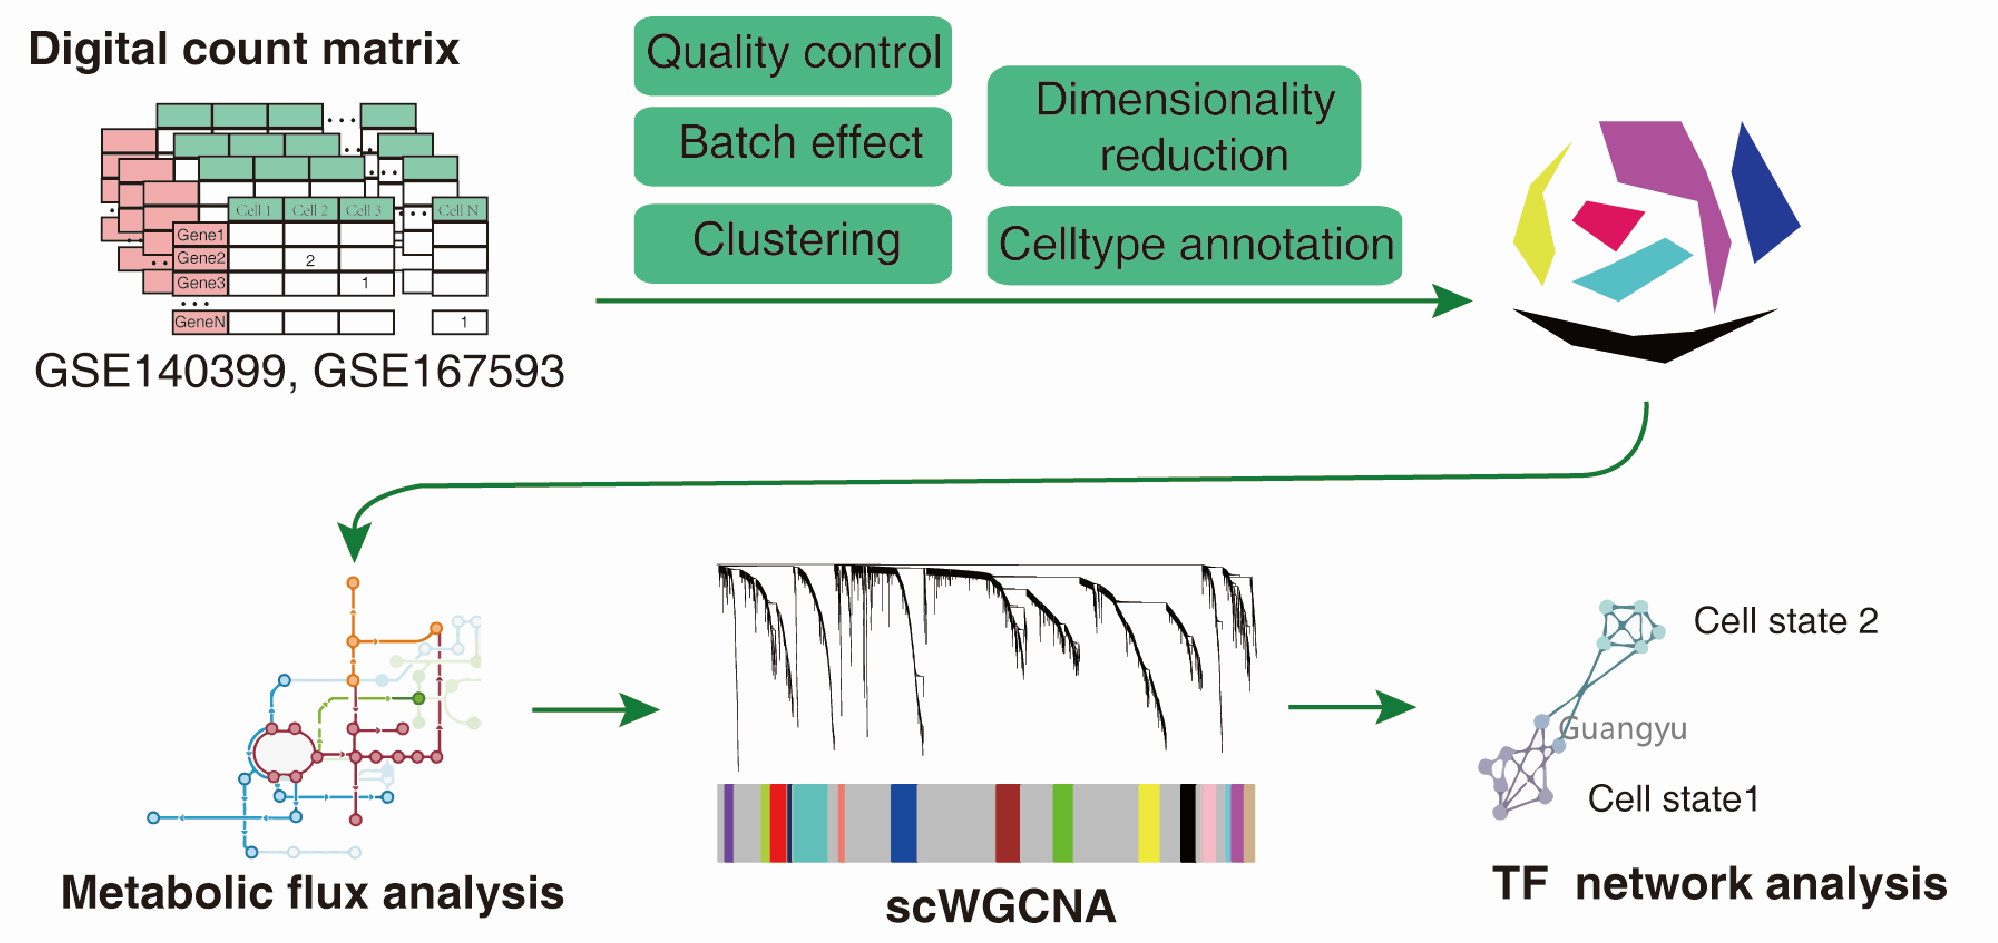 Digital count matrix
Cell 1 Cell 2 Cell 3 ... Cell N
Gene1
Gene2 2
Gene3 1
...
GeneN 1
GSE140399, GSE167593
Quality control
Batch effect
Clustering
Dimensionality
reduction
Celltype annotation
Metabolic flux analysis
scWGCNA
Cell state 2
Guangyu
Cell state1
TF network analysis